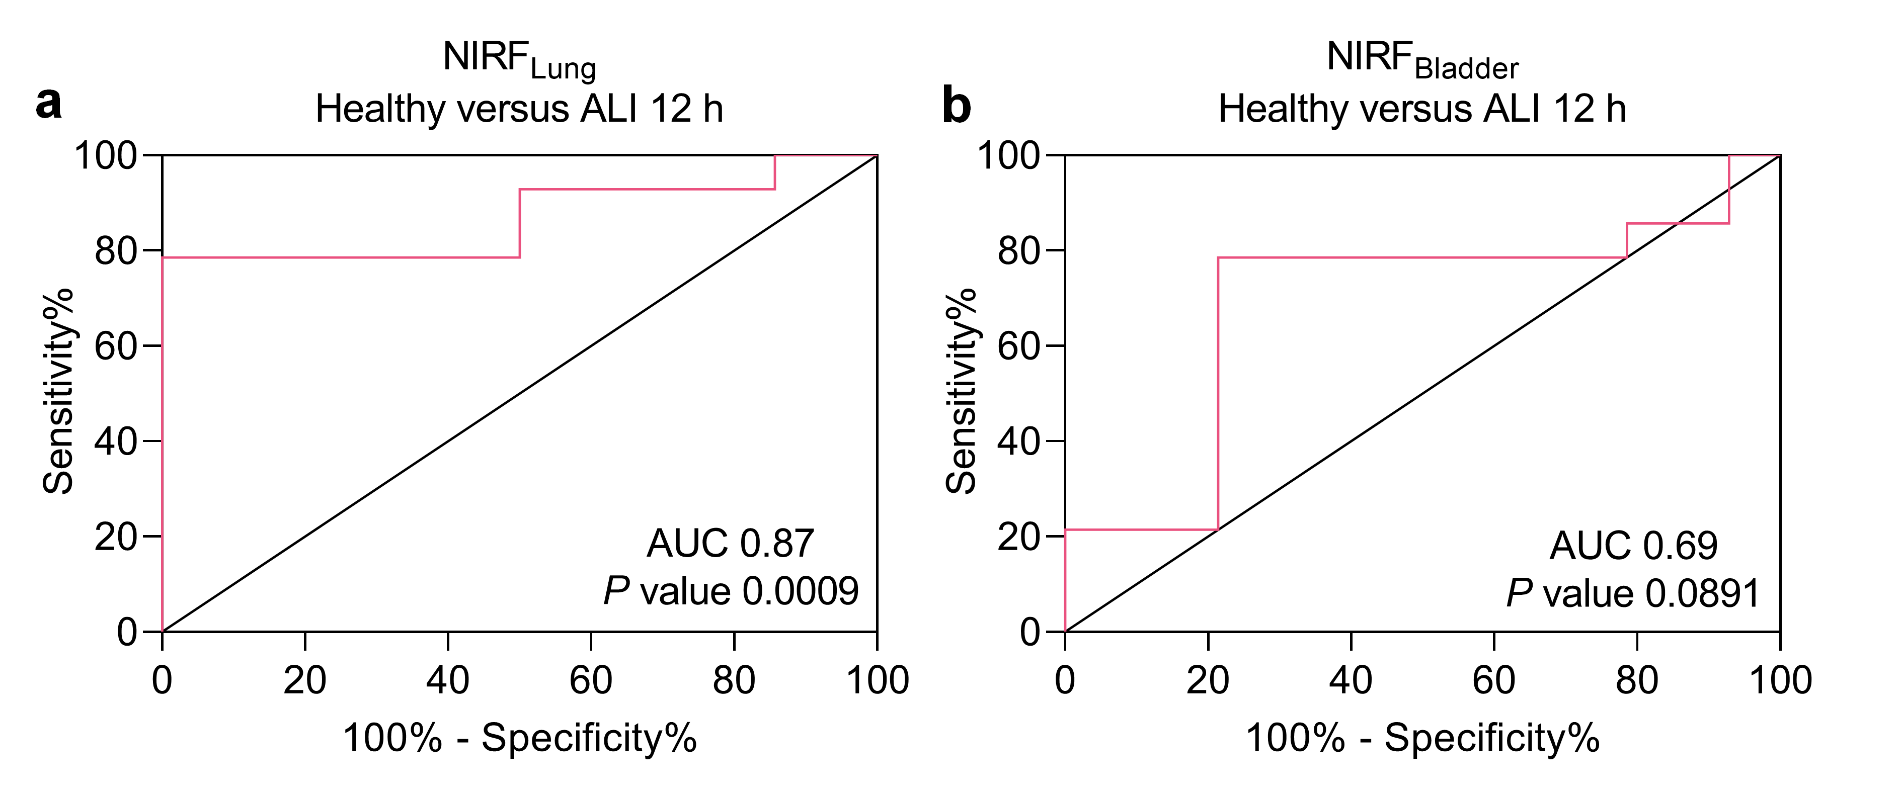 a
NIRFLung
Healthy versus ALI 12 h
100
80
60
40
20
0
Sensitivity%
AUC 0.87
P value 0.0009
0 20 40 60 80 100
100% - Specificity%
b
NIRFBladder
Healthy versus ALI 12 h
100
80
60
40
20
0
Sensitivity%
AUC 0.69
P value 0.0891
0 20 40 60 80 100
100% - Specificity%